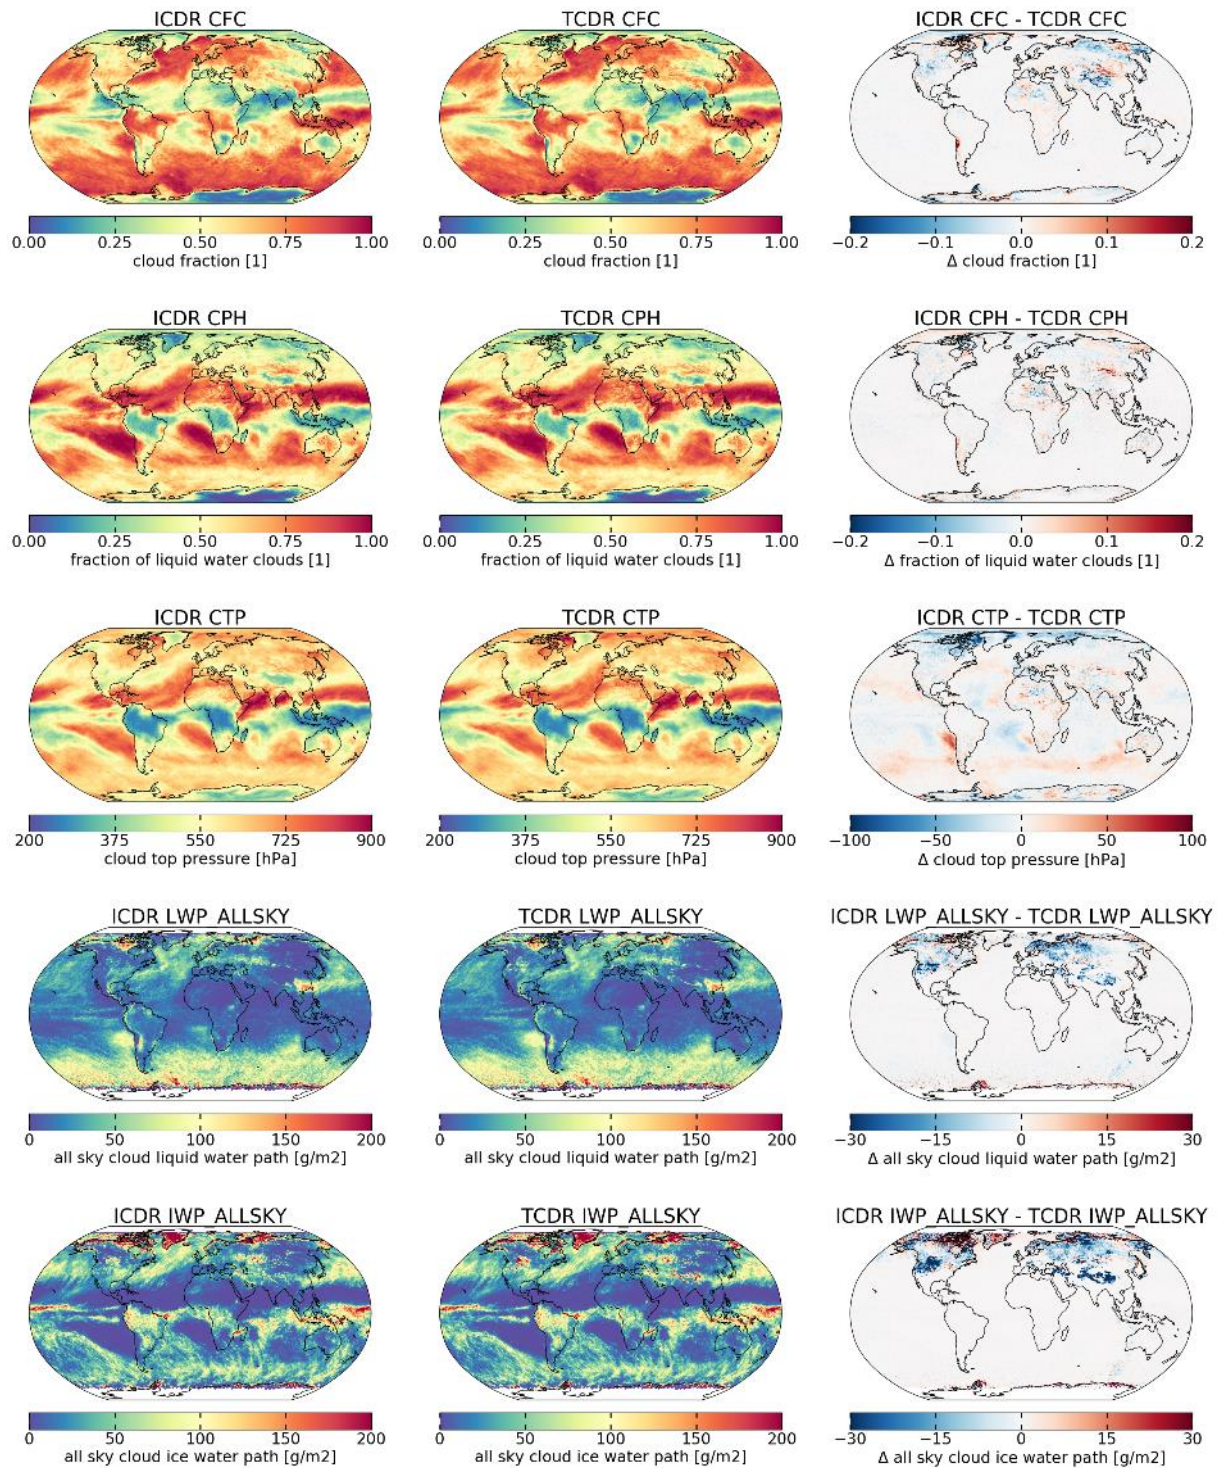 ICDR CFC
TCDR CFC
ICDR CFC - TCDR CFC
0.00 0.25 0.50 0.75 1.00
cloud fraction [1]
0.00 0.25 0.50 0.75 1.00
cloud fraction [1]
−0.2 −0.1 0.0 0.1 0.2
Δ cloud fraction [1]
ICDR CPH
TCDR CPH
ICDR CPH - TCDR CPH
0.00 0.25 0.50 0.75 1.00
fraction of liquid water clouds [1]
0.00 0.25 0.50 0.75 1.00
fraction of liquid water clouds [1]
−0.2 −0.1 0.0 0.1 0.2
Δ fraction of liquid water clouds [1]
ICDR CTP
TCDR CTP
ICDR CTP - TCDR CTP
200 375 550 725 900
cloud top pressure [hPa]
200 375 550 725 900
cloud top pressure [hPa]
−100 −50 0 50 100
Δ cloud top pressure [hPa]
ICDR LWP_ALLSKY
TCDR LWP_ALLSKY
ICDR LWP_ALLSKY - TCDR LWP_ALLSKY
0 50 100 150 200
all sky cloud liquid water path [g/m2]
0 50 100 150 200
all sky cloud liquid water path [g/m2]
−30 −15 0 15 30
Δ all sky cloud liquid water path [g/m2]
ICDR IWP_ALLSKY
TCDR IWP_ALLSKY
ICDR IWP_ALLSKY - TCDR IWP_ALLSKY
0 50 100 150 200
all sky cloud ice water path [g/m2]
0 50 100 150 200
all sky cloud ice water path [g/m2]
−30 −15 0 15 30
Δ all sky cloud ice water path [g/m2]